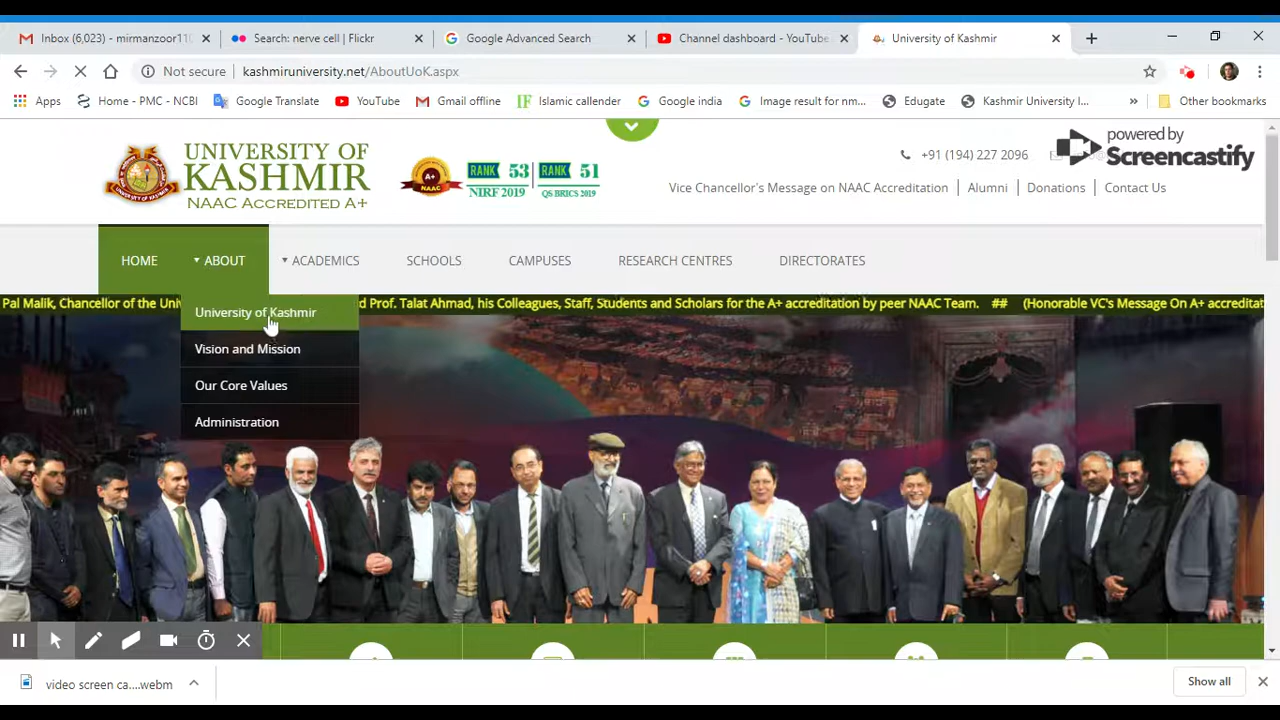 Inbox (6,023) - mirmanzoor11
Search: nerve cell | Flickr
Google Advanced Search
Channel dashboard - YouTube
University of Kashmir
Not secure
kashmiruniversity.net/AboutUoK.aspx
Apps
Home - PMC - NCBI
Google Translate
YouTube
Gmail offline
Islamic callender
Google india
Image result for nm...
Edugate
Kashmir University I...
»
Other bookmarks
UNIVERSITY OF
KASHMIR
NAAC ACCREDITED A+
A+
NAAC
RANK 53
NIRF 2019
RANK 51
QS BRICS 2019
+91 (194) 227 2096
powered by
Screencastify
Vice Chancellor's Message on NAAC Accreditation | Alumni | Donations | Contact Us
HOME
ABOUT
ACADEMICS
SCHOOLS
CAMPUSES
RESEARCH CENTRES
DIRECTORATES
Pal Malik, Chancellor of the Univ
d Prof. Talat Ahmad, his Colleagues, Staff, Students and Scholars for the A+ accreditation by peer NAAC Team. ## (Honorable VC's Message On A+ accreditat
University of Kashmir
Vision and Mission
Our Core Values
Administration
video screen ca....webm
Show all